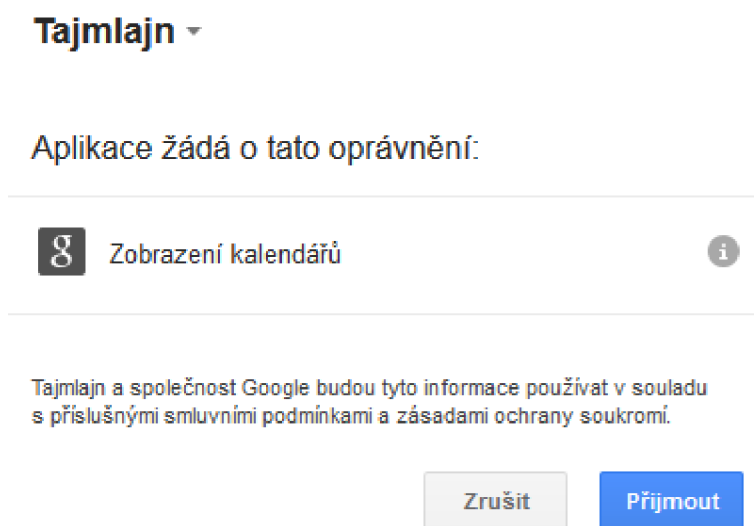 Tajmlajn
Aplikace žádá o tato oprávnění:
g Zobrazení kalendářů i
Tajmlajn a společnost Google budou tyto informace používat v souladu
s příslušnými smluvními podmínkami a zásadami ochrany soukromí.
Zrušit Přijmout